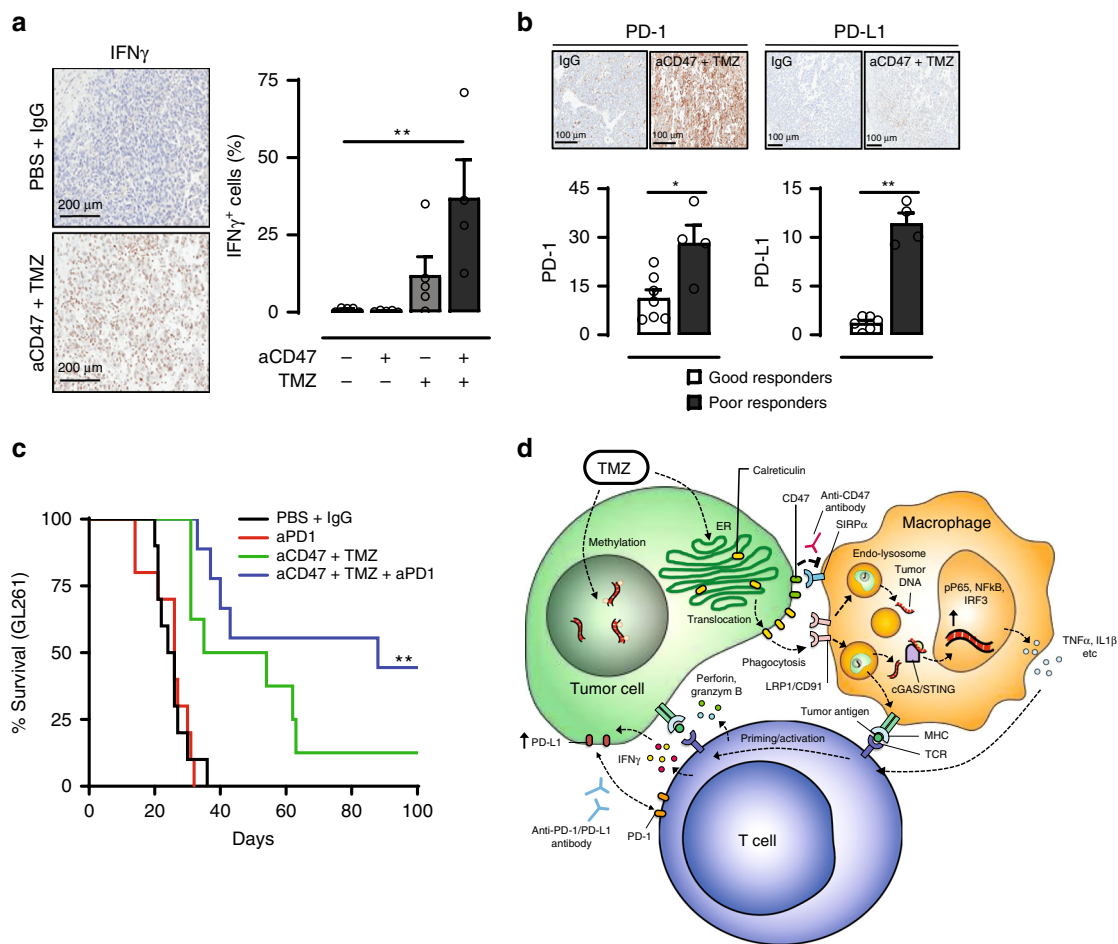 a
IFNγ
PBS + IgG
200 μm
aCD47 + TMZ
200 μm
IFNγ+ cells (%)
75
50
25
0
**
aCD47 – + – +
TMZ – – + +
b
PD-1
PD-L1
IgG
aCD47 + TMZ
IgG
aCD47 + TMZ
100 μm
100 μm
100 μm
100 μm
PD-1
45
30
15
0
*
PD-L1
15
10
5
0
**
Good responders
Poor responders
c
% Survival (GL261)
100
75
50
25
0
PBS + IgG
aPD1
aCD47 + TMZ
aCD47 + TMZ + aPD1
**
0 20 40 60 80 100
Days
d
TMZ
Calreticulin
CD47
Anti-CD47
antibody
SIRPα
Macrophage
ER
Methylation
Endo-lysosome
Tumor
DNA
pP65, NFkB,
IRF3
Translocation
TNFα, IL1β
etc
Phagocytosis
cGAS/STING
LRP1/CD91
Tumor cell
Perforin,
granzym B
Tumor antigen
MHC
TCR
Priming/activation
PD-L1
IFNγ
Anti-PD-1/PD-L1
antibody
PD-1
T cell